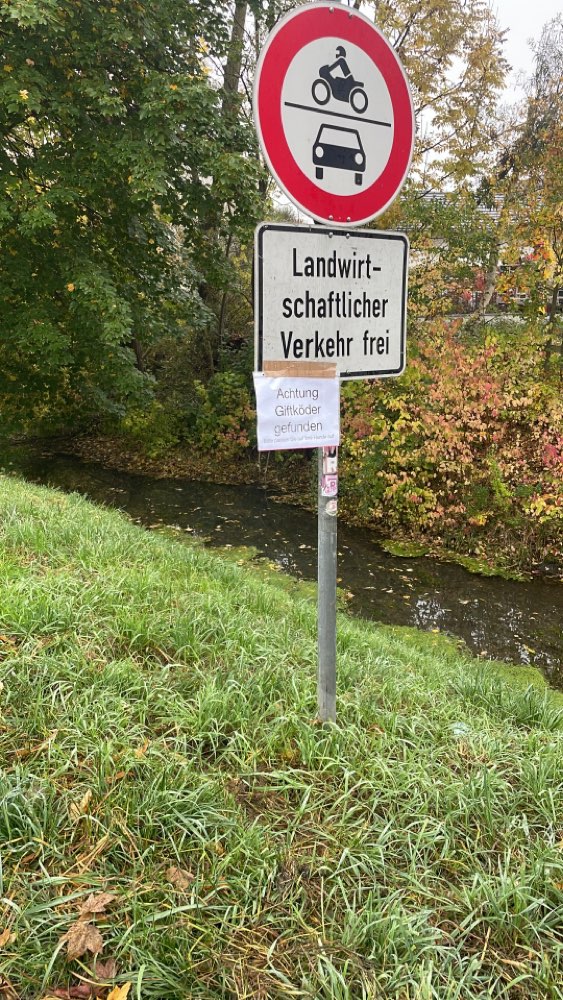 Landwirt-
schaftlicher
Verkehr frei
Achtung
Giftköder
gefunden